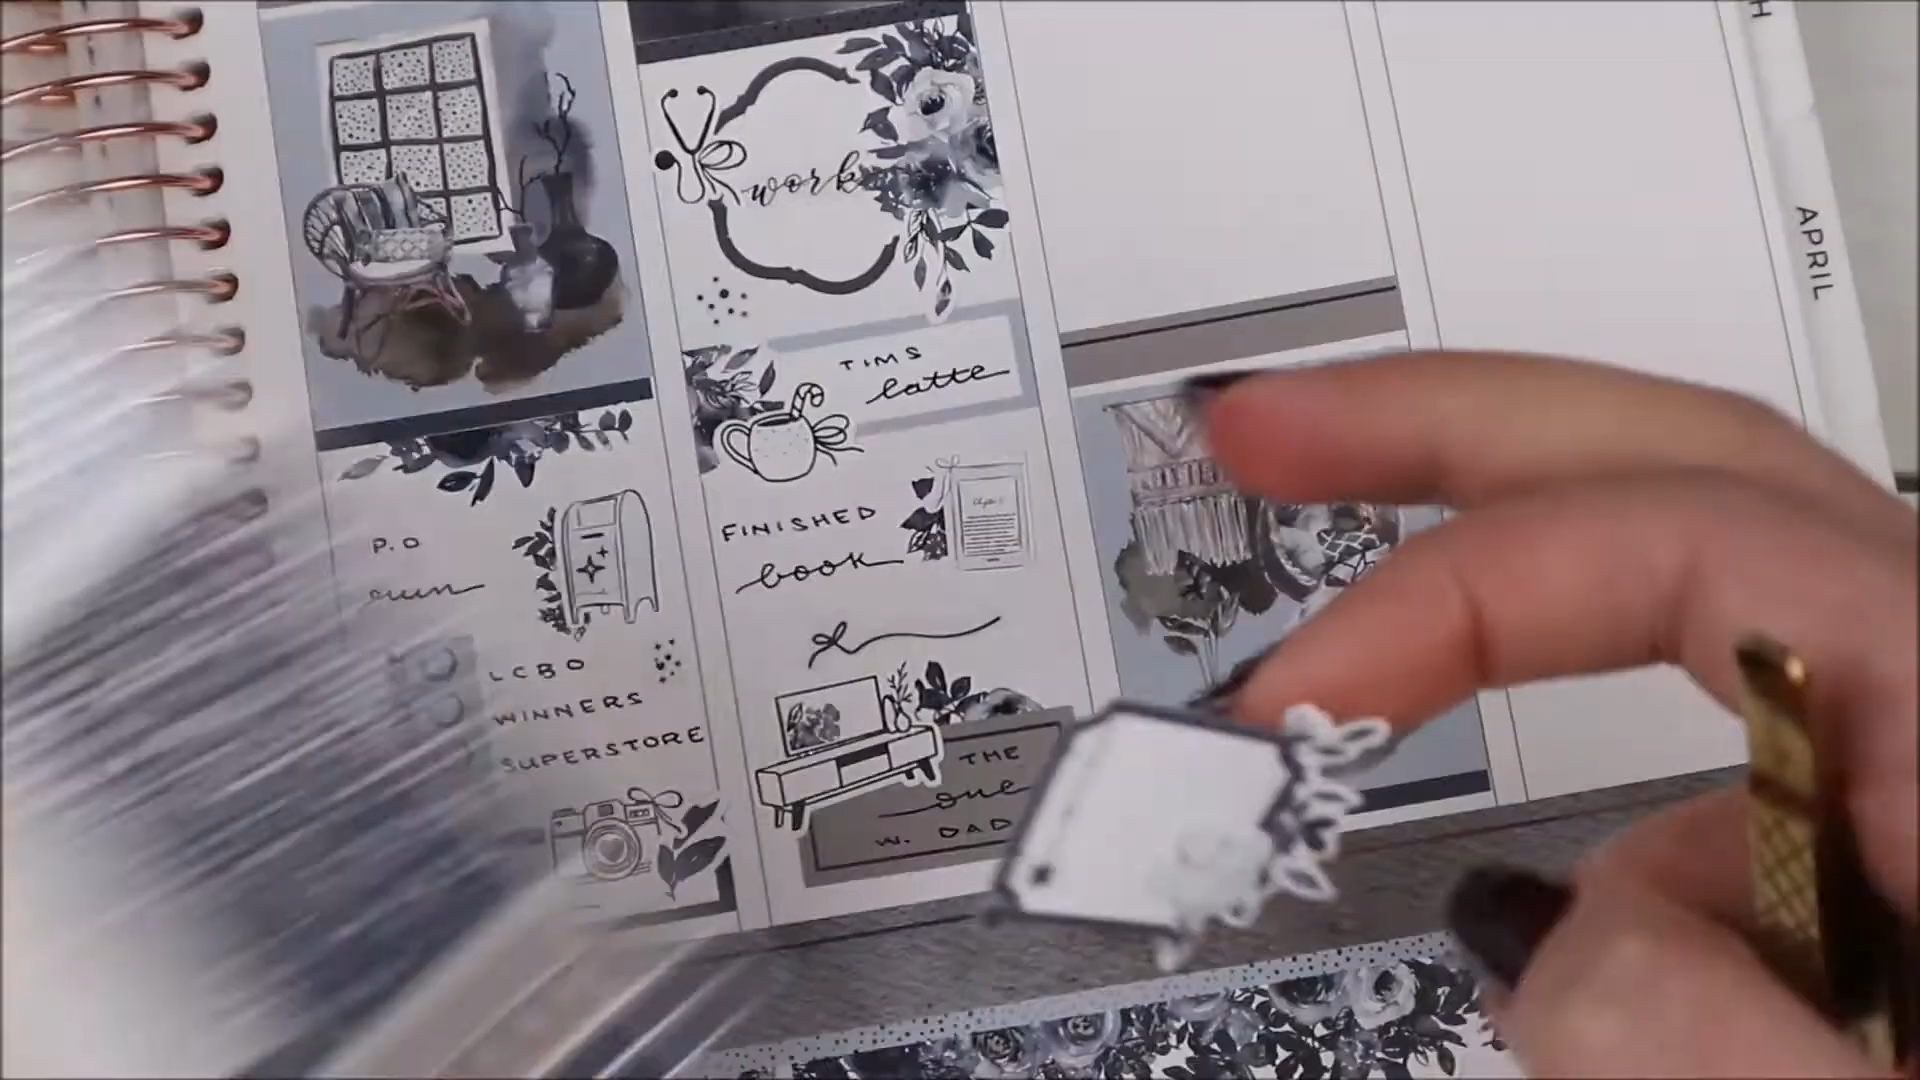 H
APRIL
work
TIMS
latte
FINISHED
book
P.O
run
LCBO
WINNERS
SUPERSTORE
THE
one
W. DAD